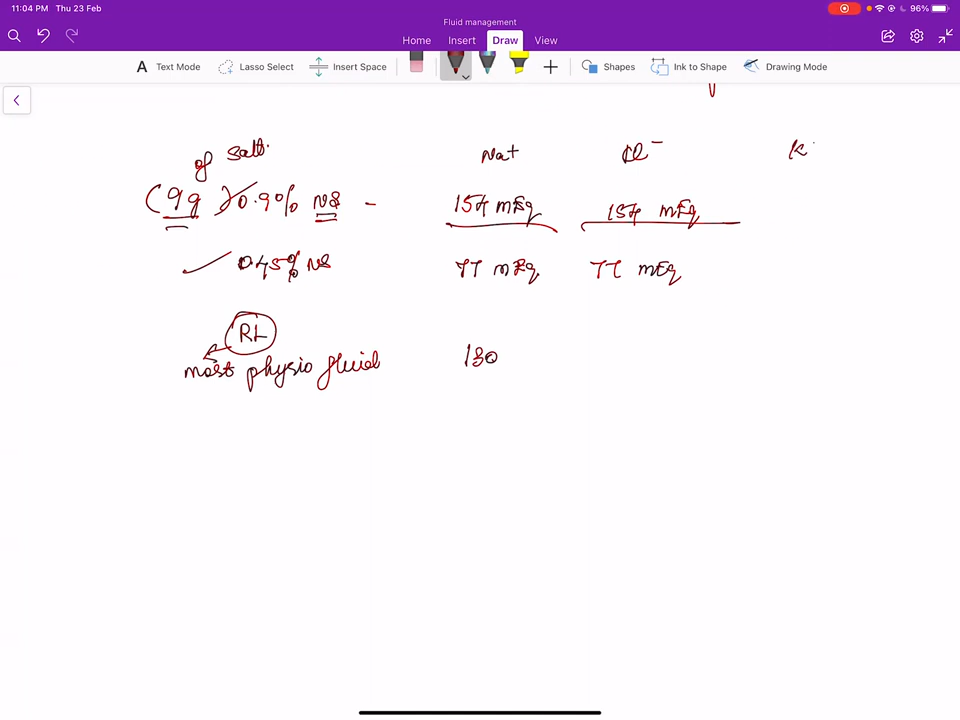 11:04 PM Thu 23 Feb
96%
Fluid management
Home Insert Draw View
Text Mode Lasso Select Insert Space Shapes Ink to Shape Drawing Mode
of salt. Na+ Cl⁻ K
(9g) 0.9% NS - 154 mEq 154 mEq
0.45% NS 77 mEq 77 mEq
RL
most physio fluid 130